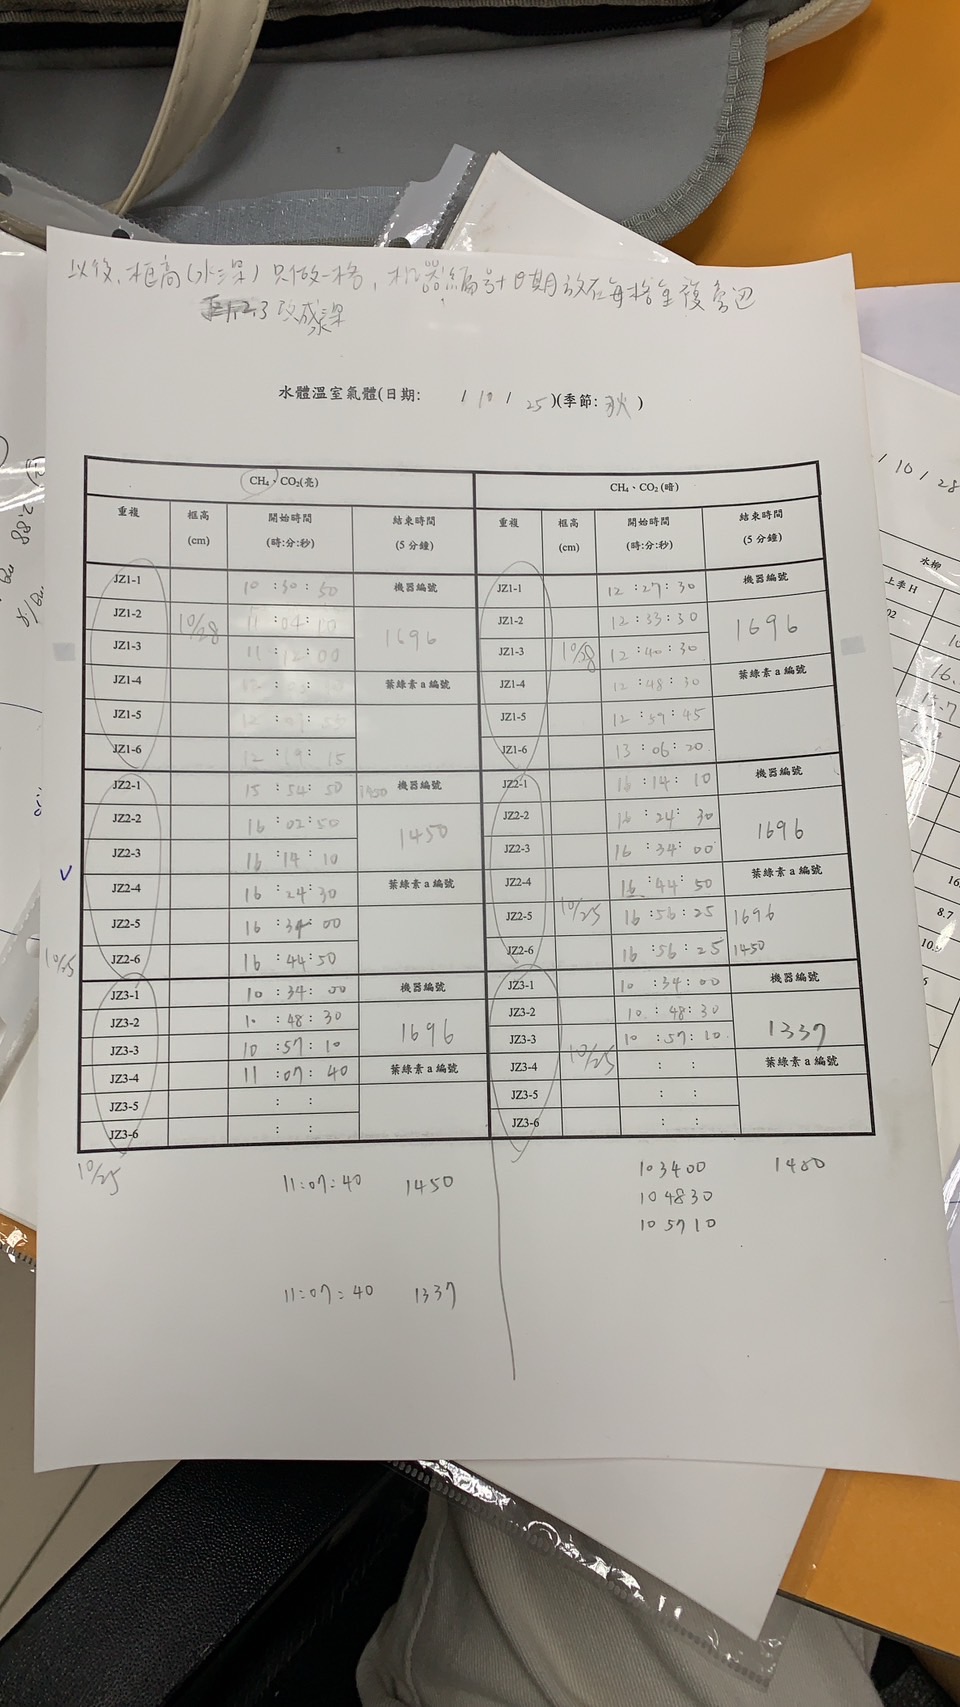 以後,框高(水深)只做一格,机器編號日期放在每格重複旁边
改成深
水體溫室氣體(日期: / 10 / 25)(季節: 秋 )
CH₄、CO₂(亮) CH₄、CO₂(暗)
重複 框高 (cm) 開始時間 (時:分:秒) 結束時間 (5 分鐘) 重複 框高 (cm) 開始時間 (時:分:秒) 結束時間 (5 分鐘)
JZ1-1 10 :30 : 50 機器編號 JZ1-1 12 :27 : 30 機器編號
JZ1-2 10/28 11 :04: 10 1696 JZ1-2 12 :33 : 30 1696
JZ1-3 11 :12 : 00 JZ1-3 10/28 12 :40 : 30
JZ1-4 葉綠素 a 編號 JZ1-4 12 :48 : 30 葉綠素 a 編號
JZ1-5 12 JZ1-5 12 :59 : 45
JZ1-6 12 : 15 JZ1-6 13 :06 : 20
JZ2-1 15 :54: 50 1450 機器編號 JZ2-1 16 :14 : 10 機器編號
JZ2-2 16 :02:50 1450 JZ2-2 16 :24 : 30 1696
JZ2-3 16 :14 : 10 JZ2-3 16 :34 : 00
V
JZ2-4 16 :24:30 葉綠素 a 編號 JZ2-4 16 :44 : 50 葉綠素 a 編號
JZ2-5 16 :34: 00 JZ2-5 10/25 16 :56 : 25 1696
10/25 JZ2-6 16 :44:50 JZ2-6 16 :56 : 25 1450
JZ3-1 10 :34: 00 機器編號 JZ3-1 10 :34 : 00 機器編號
JZ3-2 10 :48 : 30 1696 JZ3-2 10 : 48 : 30 1337
JZ3-3 10 :57: 10 JZ3-3 10 :57: 10
JZ3-4 11 :07: 40 葉綠素 a 編號 JZ3-4 10/25 : : 葉綠素 a 編號
JZ3-5 : : JZ3-5 : :
JZ3-6 : : JZ3-6 : :
10/25
11:07:40 1450 103400 1480
104830
105710
11:07:40 1337
/ 10 / 28
水柳
上季 H
02
16.
8.7
10.9